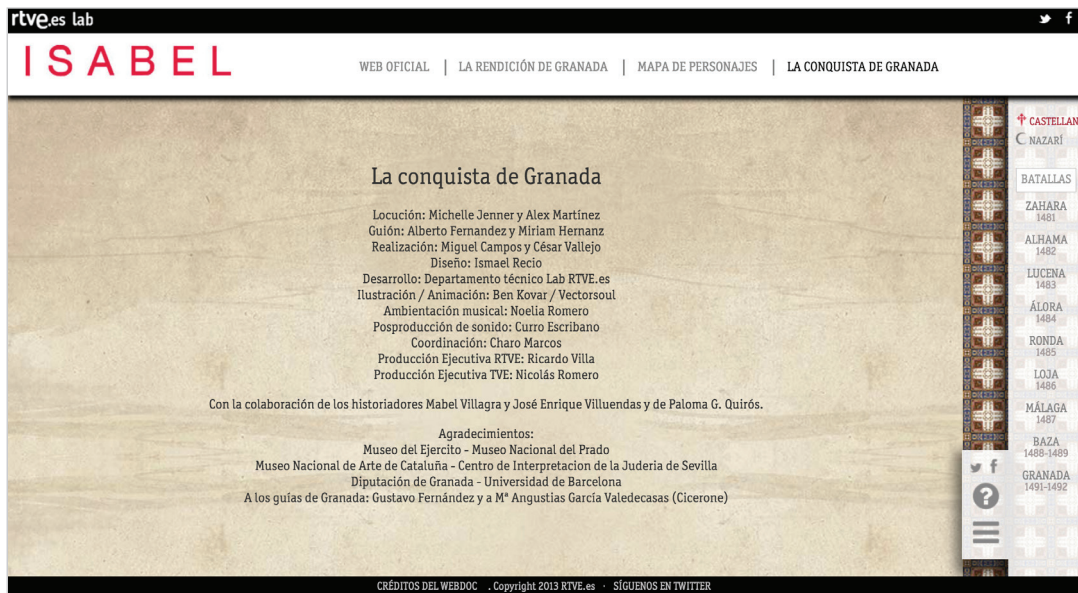 rtve.es lab
ISABEL
WEB OFICIAL | LA RENDICIÓN DE GRANADA | MAPA DE PERSONAJES | LA CONQUISTA DE GRANADA
La conquista de Granada
Locución: Michelle Jenner y Alex Martínez
Guión: Alberto Fernandez y Miriam Hernanz
Realización: Miguel Campos y César Vallejo
Diseño: Ismael Recio
Desarrollo: Departamento técnico Lab RTVE.es
Ilustración / Animación: Ben Kovar / Vectorsoul
Ambientación musical: Noelia Romero
Posproducción de sonido: Curro Escribano
Coordinación: Charo Marcos
Producción Ejecutiva RTVE: Ricardo Villa
Producción Ejecutiva TVE: Nicolás Romero
Con la colaboración de los historiadores Mabel Villagra y José Enrique Villuendas y de Paloma G. Quirós.
Agradecimientos:
Museo del Ejercito - Museo Nacional del Prado
Museo Nacional de Arte de Cataluña - Centro de Interpretacion de la Juderia de Sevilla
Diputación de Granada - Universidad de Barcelona
A los guías de Granada: Gustavo Fernández y a Mª Angustias García Valedecasas (Cicerone)
CASTELLAN
NAZARÍ
BATALLAS
ZAHARA
1481
ALHAMA
1482
LUCENA
1483
ÁLORA
1484
RONDA
1485
LOJA
1486
MÁLAGA
1487
BAZA
1488-1489
GRANADA
1491-1492
CRÉDITOS DEL WEBDOC . Copyright 2013 RTVE.es · SÍGUENOS EN TWITTER